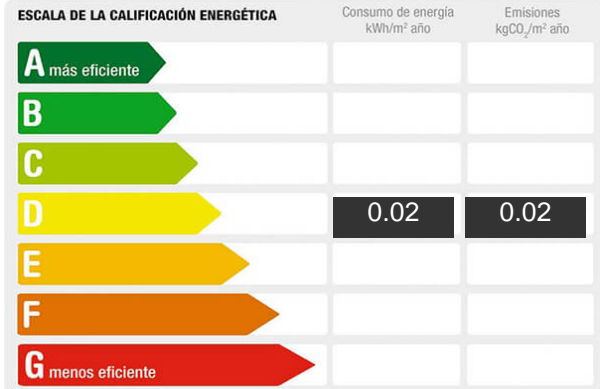 ESCALA DE LA CALIFICACIÓN ENERGÉTICA
Consumo de energía
kWh/m² año
Emisiones
kgCO₂/m² año
A más eficiente
B
C
D 0.02 0.02
E
F
G menos eficiente